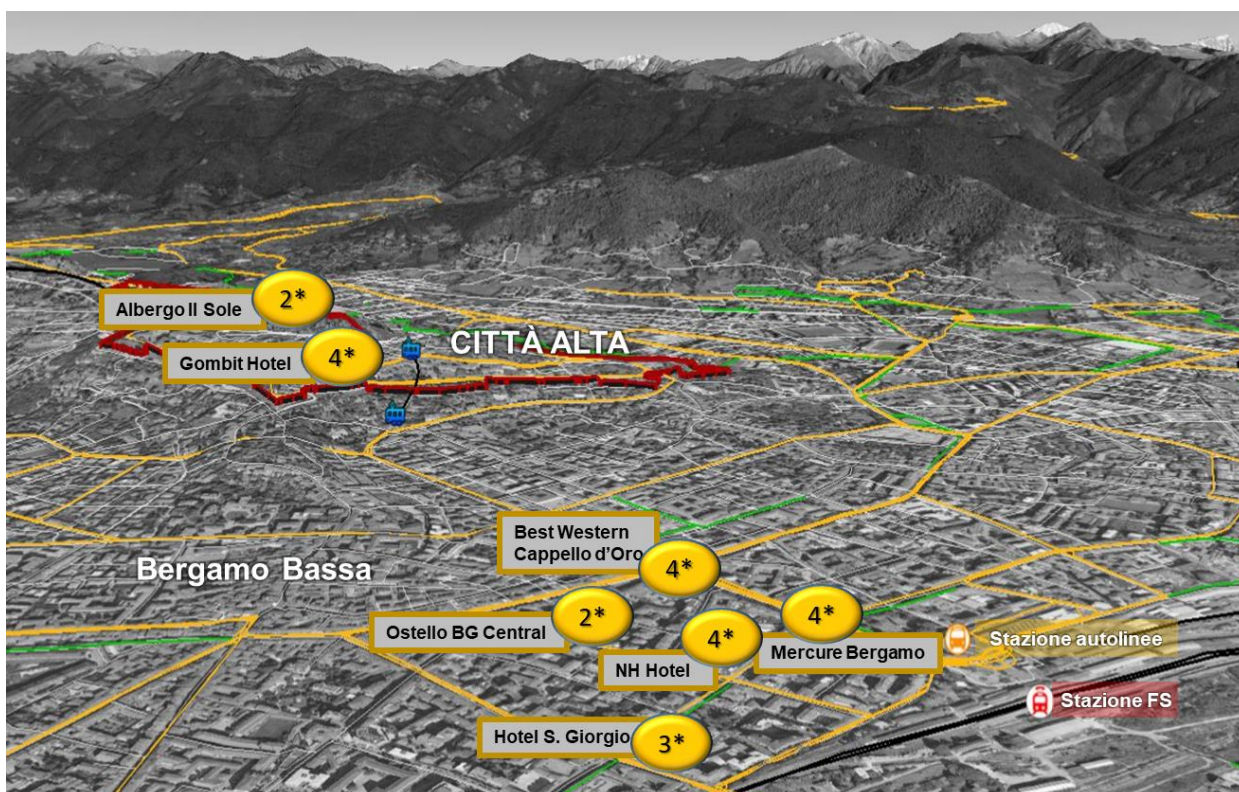 Albergo Il Sole
2*
Gombit Hotel
4*
CITTÀ ALTA
Best Western
Cappello d’Oro
4*
Bergamo Bassa
Ostello BG Central
2*
NH Hotel
4*
4*
Mercure Bergamo
Stazione autolinee
Stazione FS
Hotel S. Giorgio
3*